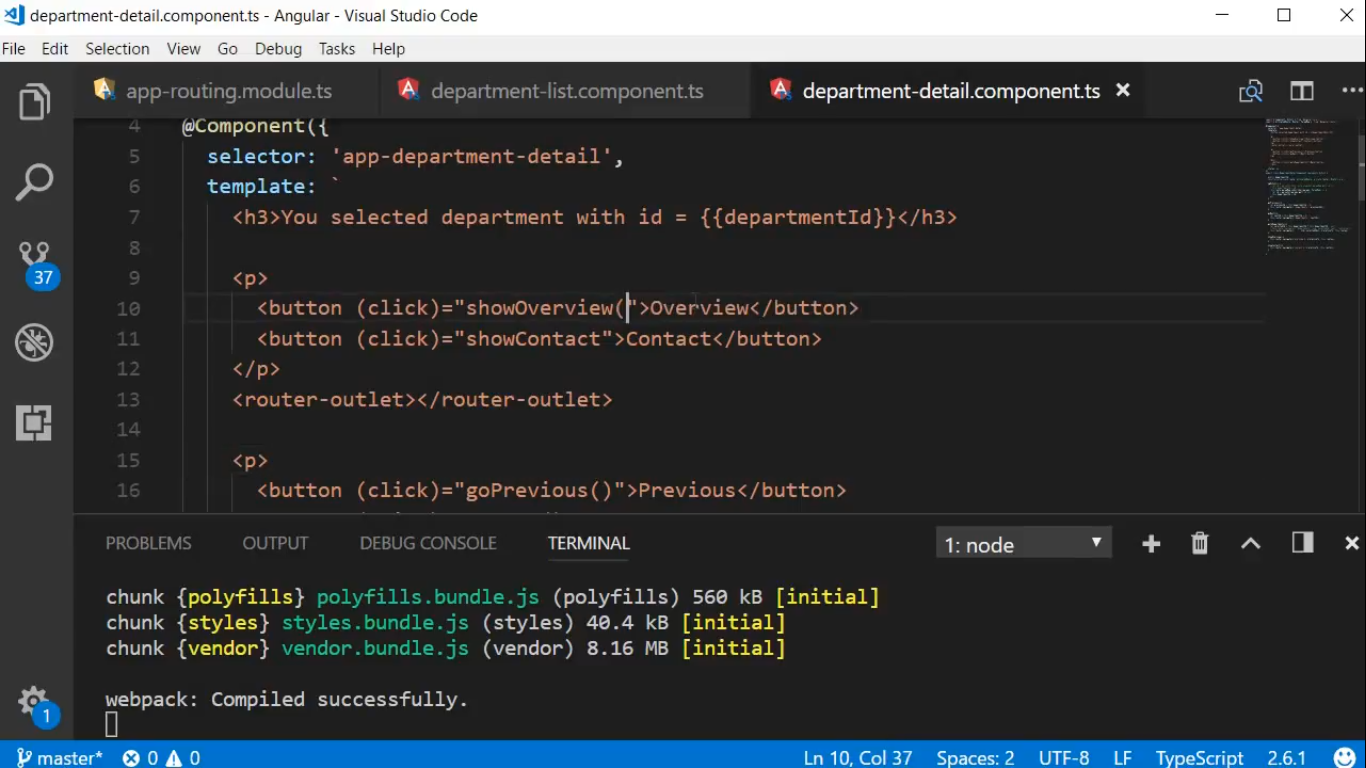 department-detail.component.ts - Angular - Visual Studio Code
File Edit Selection View Go Debug Tasks Help
app-routing.module.ts department-list.component.ts department-detail.component.ts
4 @Component({
5 selector: 'app-department-detail',
6 template: `
7 <h3>You selected department with id = {{departmentId}}</h3>
8
9 <p>
10 <button (click)="showOverview(">Overview</button>
11 <button (click)="showContact">Contact</button>
12 </p>
13 <router-outlet></router-outlet>
14
15 <p>
16 <button (click)="goPrevious()">Previous</button>
37
PROBLEMS OUTPUT DEBUG CONSOLE TERMINAL 1: node
chunk {polyfills} polyfills.bundle.js (polyfills) 560 kB [initial]
chunk {styles} styles.bundle.js (styles) 40.4 kB [initial]
chunk {vendor} vendor.bundle.js (vendor) 8.16 MB [initial]
webpack: Compiled successfully.
1
master* 0 0 Ln 10, Col 37 Spaces: 2 UTF-8 LF TypeScript 2.6.1